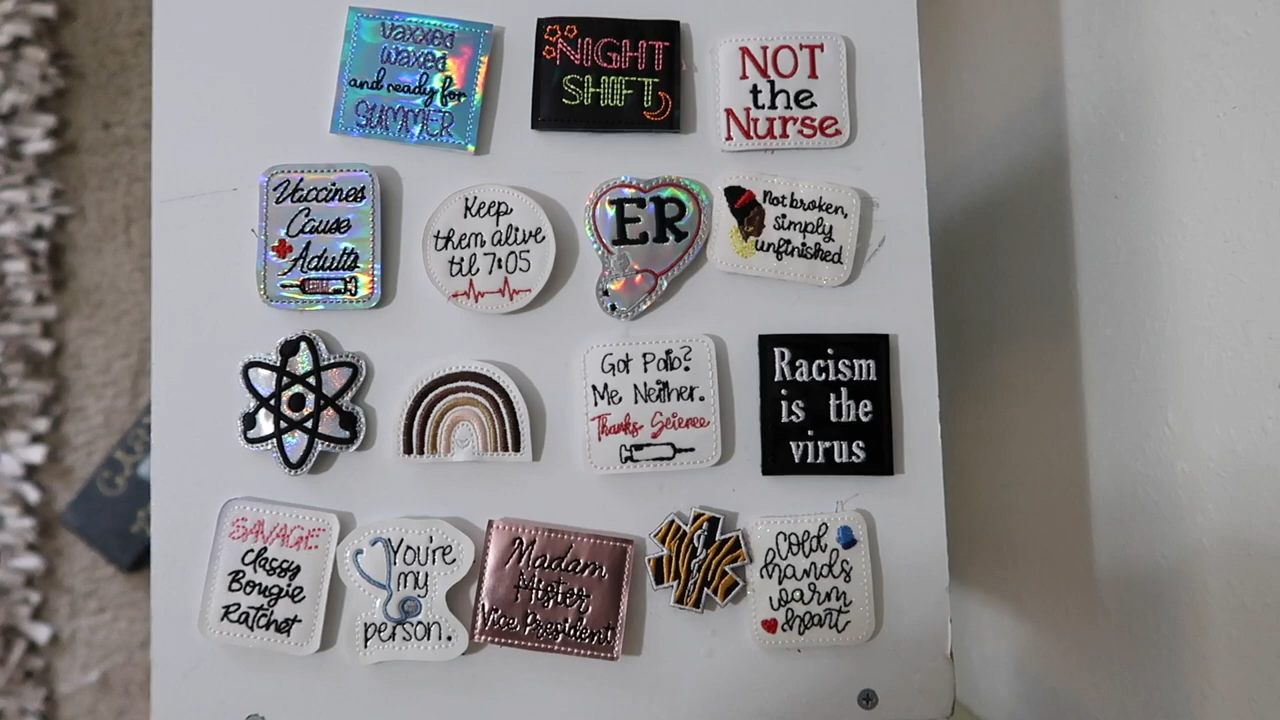 Vaxxed
Waxed
and ready for
SUMMER
NIGHT
SHIFT
NOT
the
Nurse
Vaccines
Cause
Adults
Keep
them alive
til 7:05
ER
Not broken,
simply
unfinished
Got Polio?
Me Neither.
Thanks Science
Racism
is the
virus
SAVAGE
Classy
Bougie
Ratchet
You're
my
person.
Madam
Mister
Vice President
Cold
hands
warm
heart